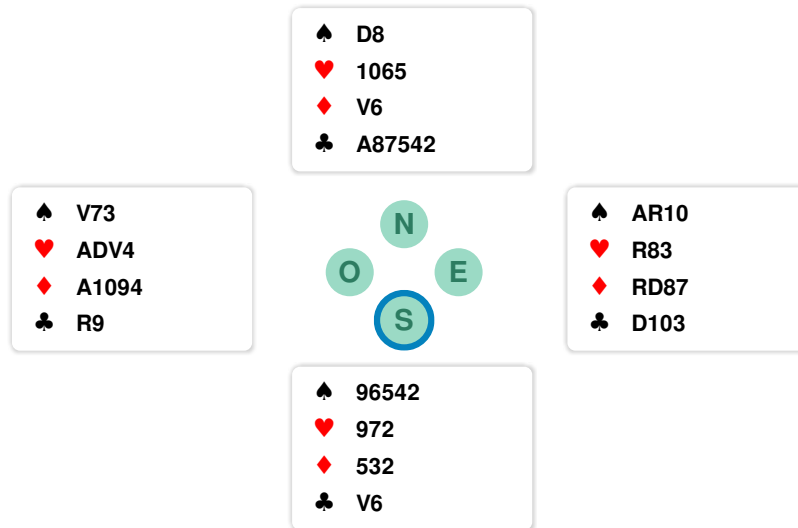 ♠ D8
♥ 1065
♦ V6
♣ A87542
♠ V73
♥ ADV4
♦ A1094
♣ R9
N
O E
S
♠ AR10
♥ R83
♦ RD87
♣ D103
♠ 96542
♥ 972
♦ 532
♣ V6